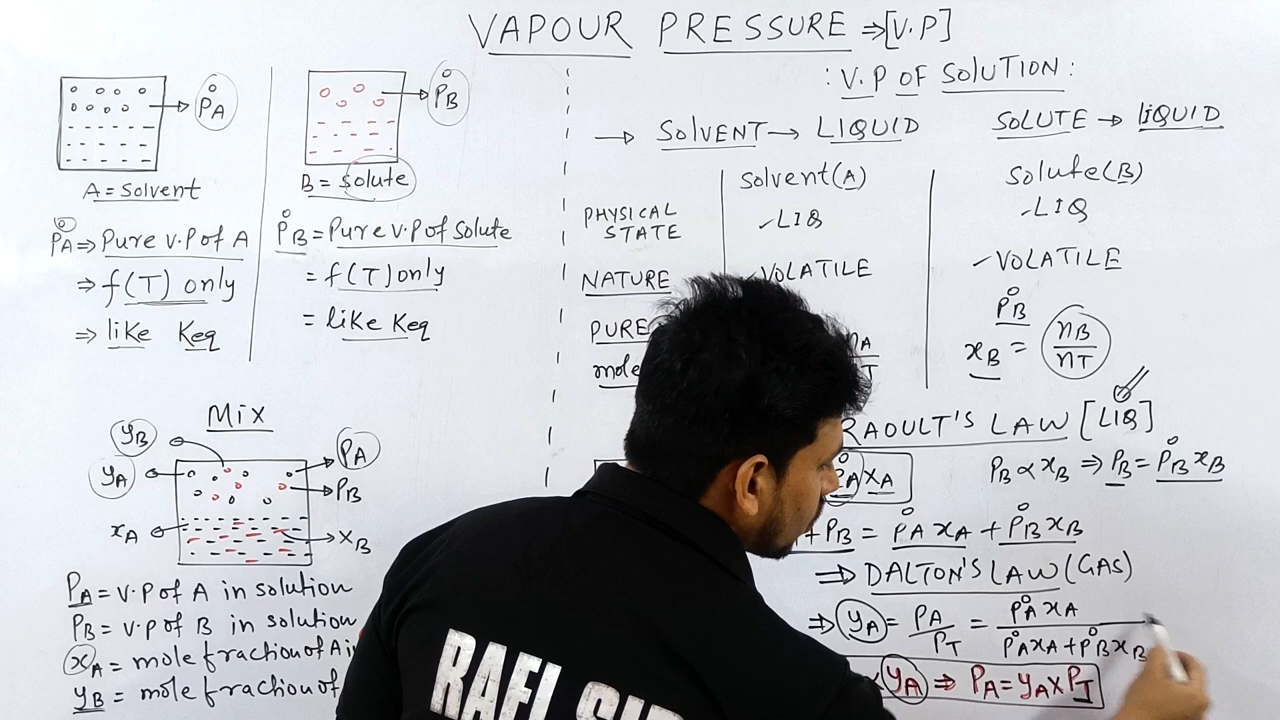 VAPOUR PRESSURE ⇒[V.P]
P°A
A = Solvent
P°A ⇒ Pure V.P of A
⇒ f(T) only
⇒ like Keq
P°B
B = Solute
P°B = Pure V.P of Solute
= f(T) only
= like Keq
Mix
yB
yA
xA
PA
PB
xB
PA = V.P of A in solution
PB = V.P of B in solution
xA = mole fraction of A i
yB = mole fraction of
: V.P OF SOLUTION :
→ SOLVENT → LIQUID
SOLUTE → LIQUID
Solvent(A)
Solute(B)
PHYSICAL STATE
✓LIQ
✓LIQ
NATURE
✓VOLATILE
✓VOLATILE
PURE
P°B
mole
A
T
xB = nB/nT
RAOULT'S LAW [LIQ]
A xA
PB ∝ xB ⇒ PB = P°B xB
+ PB = P°A xA + P°B xB
⇒ DALTON'S LAW (GAS)
⇒ yA = PA/PT = P°A xA / P°A xA + P°B xB
yA ⇒ PA = yA x PT
RAFI SIR